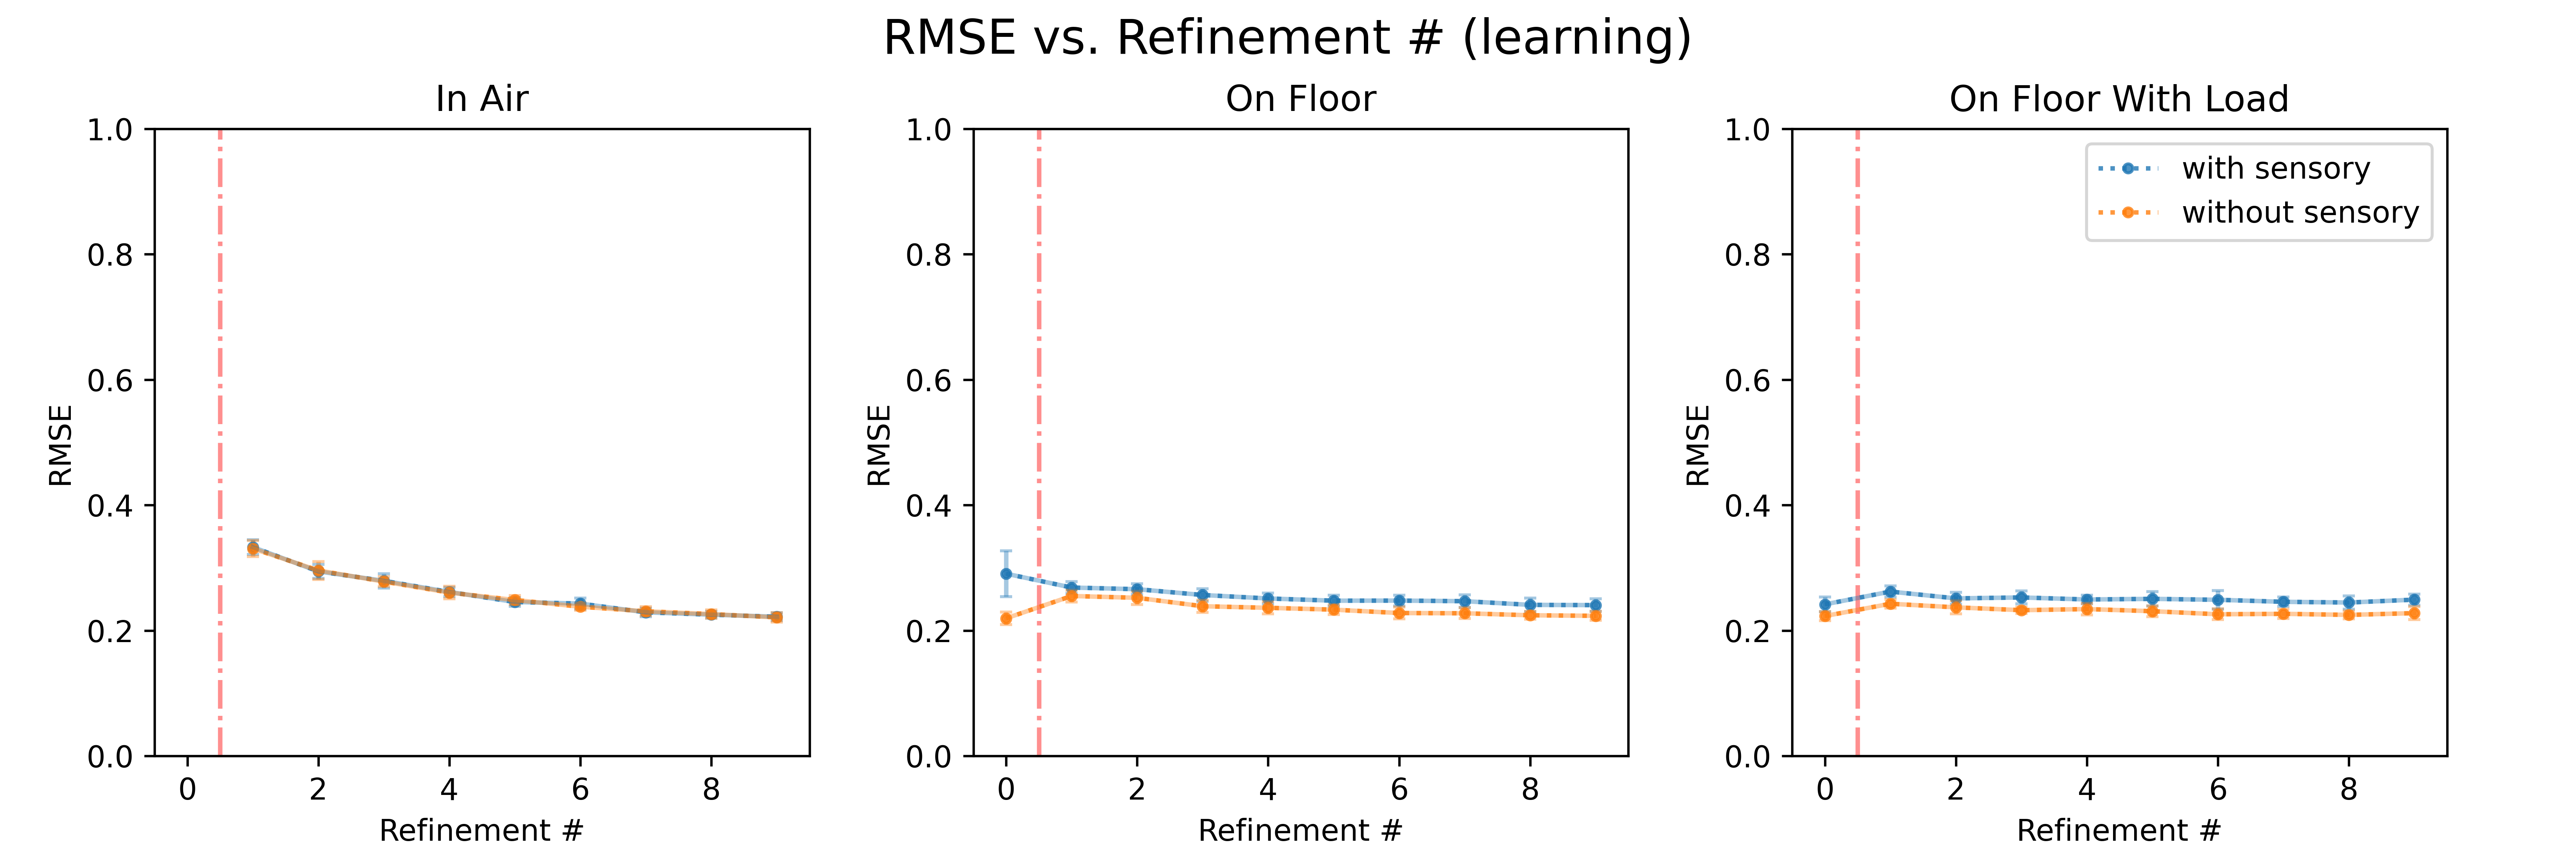 RMSE vs. Refinement # (learning)
In Air
1.0
0.8
0.6
0.4
0.2
0.0
RMSE
0 2 4 6 8
Refinement #
On Floor
1.0
0.8
0.6
0.4
0.2
0.0
RMSE
0 2 4 6 8
Refinement #
On Floor With Load
1.0
0.8
0.6
0.4
0.2
0.0
RMSE
with sensory
without sensory
0 2 4 6 8
Refinement #